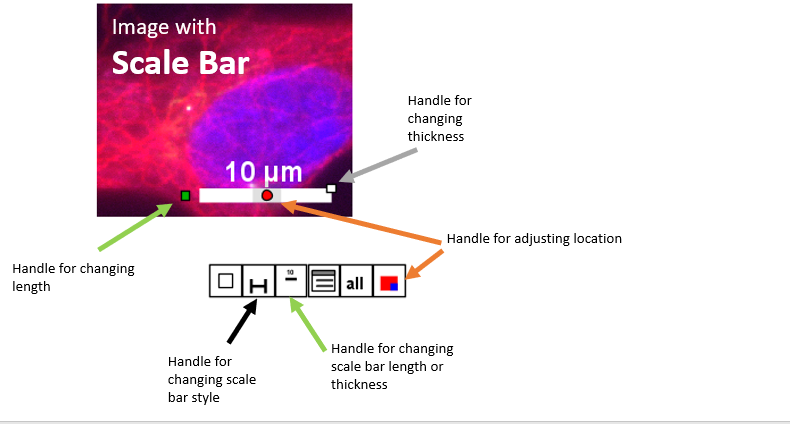 Image with
Scale Bar
Handle for
changing
thickness
10 µm
Handle for adjusting location
Handle for changing
length
10
all
Handle for
changing scale
bar style
Handle for changing
scale bar length or
thickness